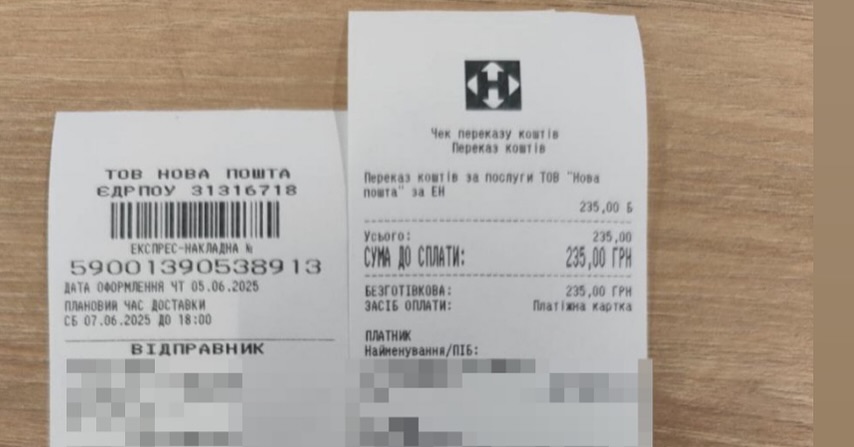 ТОВ НОВА ПОШТА
ЄДРПОУ 31316718
ЕКСПРЕС-НАКЛАДНА №
59001390538913
ДАТА ОФОРМЛЕННЯ ЧТ 05.06.2025
ПЛАНОВИЙ ЧАС ДОСТАВКИ
СБ 07.06.2025 ДО 18:00
ВІДПРАВНИК
Чек переказу коштів
Переказ коштів
Переказ коштів за послуги ТОВ "Нова
пошта" за ЕН
235,00 Б
Усього: 235,00
СУМА ДО СПЛАТИ: 235,00 ГРН
БЕЗГОТІВКОВА: 235,00 ГРН
ЗАСІБ ОПЛАТИ: Платіжна картка
ПЛАТНИК
Найменування/ПІБ: